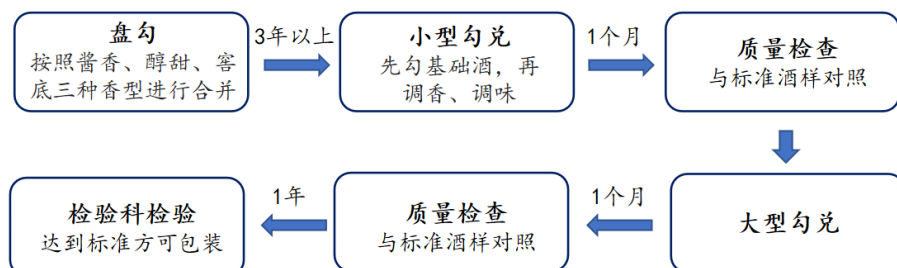 盘勾
按照酱香、醇甜、窖
底三种香型进行合并
3年以上
小型勾兑
先勾基础酒，再
调香、调味
1个月
质量检查
与标准酒样对照
大型勾兑
1个月
质量检查
与标准酒样对照
1年
检验科检验
达到标准方可包装